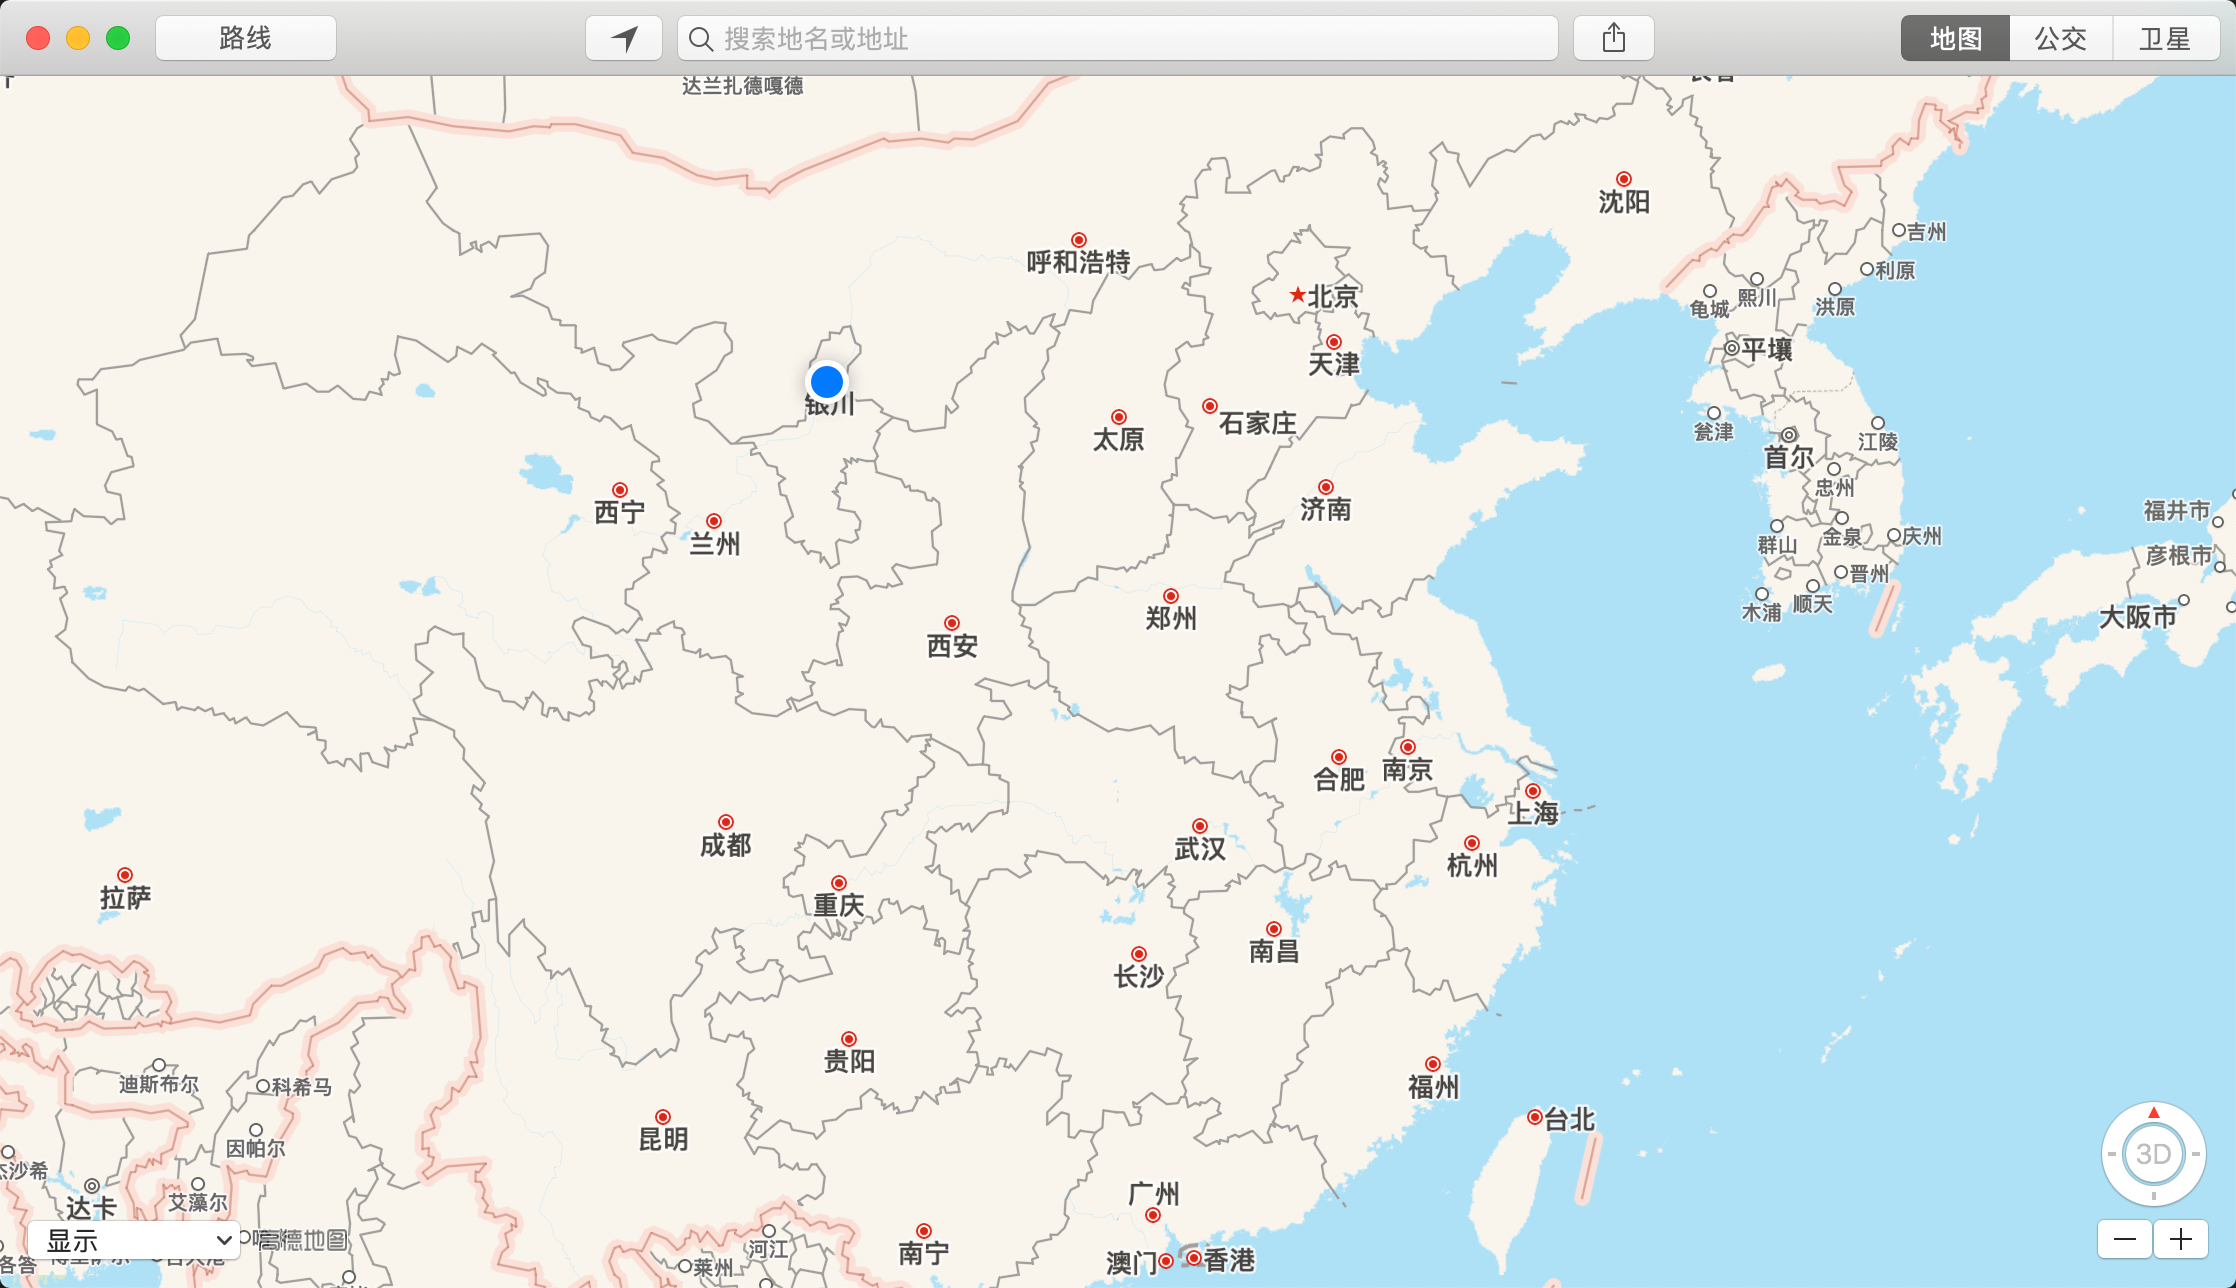 路线
搜索地名或地址
地图
公交
卫星
达兰扎德嘎德
沈阳
吉州
呼和浩特
利原
北京
龟城
熙川
洪原
天津
平壤
银川
石家庄
太原
瓮津
江陵
首尔
忠州
西宁
济南
福井市
兰州
群山
金泉
庆州
彦根市
晋州
郑州
木浦
顺天
大阪市
西安
合肥
南京
上海
成都
武汉
杭州
拉萨
重庆
南昌
长沙
贵阳
迪斯布尔
科希马
福州
台北
昆明
因帕尔
3D
沙希
艾藻尔
达卡
广州
显示
高德地图
河江
南宁
莱州
澳门
香港